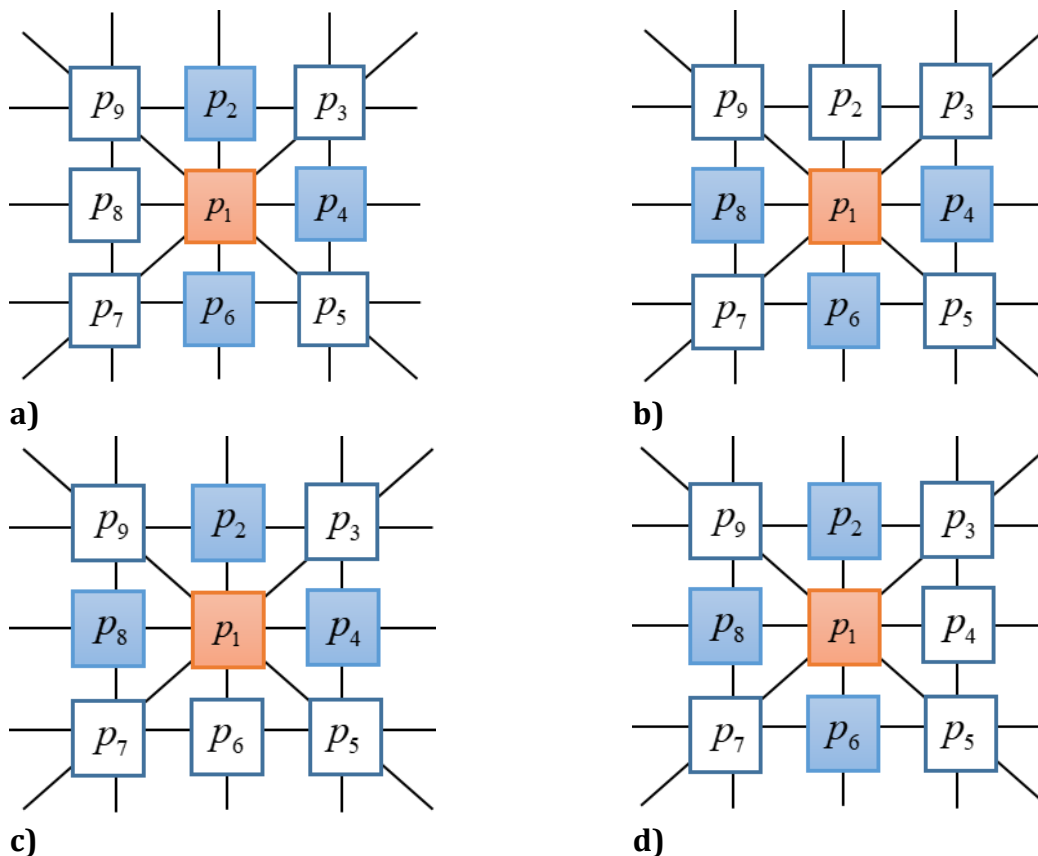 p₉ p₂ p₃
p₈ p₁ p₄
p₇ p₆ p₅
a)
p₉ p₂ p₃
p₈ p₁ p₄
p₇ p₆ p₅
b)
p₉ p₂ p₃
p₈ p₁ p₄
p₇ p₆ p₅
c)
p₉ p₂ p₃
p₈ p₁ p₄
p₇ p₆ p₅
d)